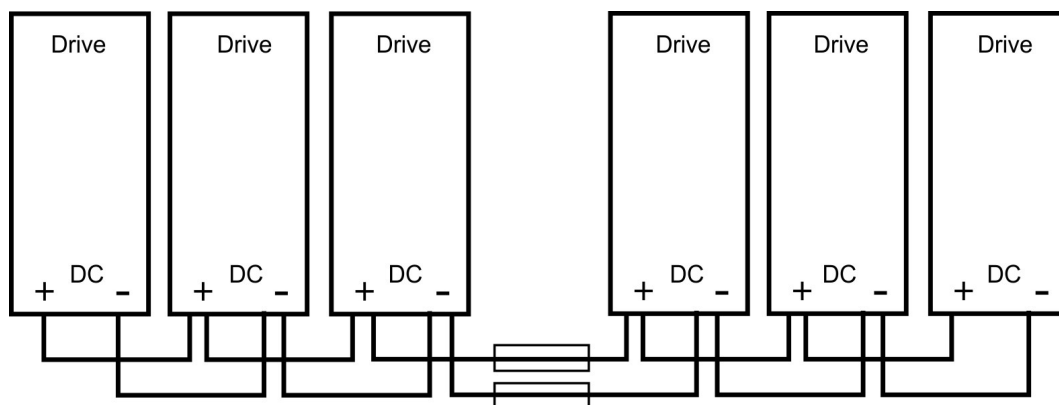 Drive Drive Drive Drive Drive Drive
DC DC DC DC DC DC
+ - + - + - + - + - + -